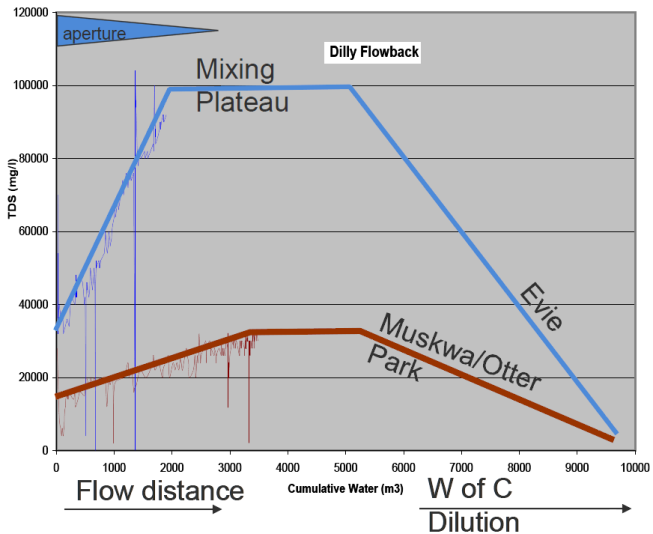 120000
aperture
Dilly Flowback
Mixing
Plateau
100000
80000
TDS (mg/l)
60000
40000
Evie
Muskwa/Otter
Park
20000
0
0 1000 2000 3000 4000 5000 6000 7000 8000 9000 10000
Flow distance
Cumulative Water (m3)
W of C
Dilution